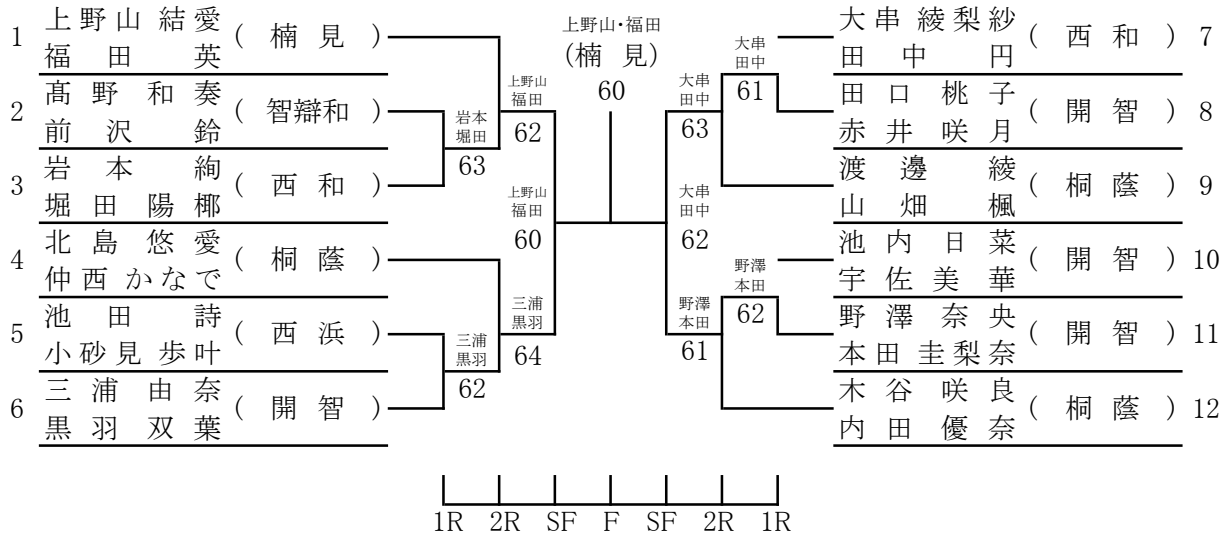 1 上野山結愛 福田英 (楠見)
2 髙野和奏 前沢鈴 (智辯和)
3 岩本絢 堀田陽椰 (西和)
4 北島悠愛 仲西かなで (桐蔭)
5 池田詩 小砂見歩叶 (西浜)
6 三浦由奈 黒羽双葉 (開智)
岩本
堀田
63
三浦
黒羽
62
上野山
福田
62
三浦
黒羽
64
上野山
福田
60
上野山・福田
(楠見)
60
大串
田中
62
大串
田中
63
野澤
本田
61
大串
田中
61
野澤
本田
62
大串綾梨紗 田中円 (西和) 7
田口桃子 赤井咲月 (開智) 8
渡邊綾 山畑楓 (桐蔭) 9
池内日菜 宇佐美華 (開智) 10
野澤奈央 本田圭梨奈 (開智) 11
木谷咲良 内田優奈 (桐蔭) 12
1R 2R SF F SF 2R 1R